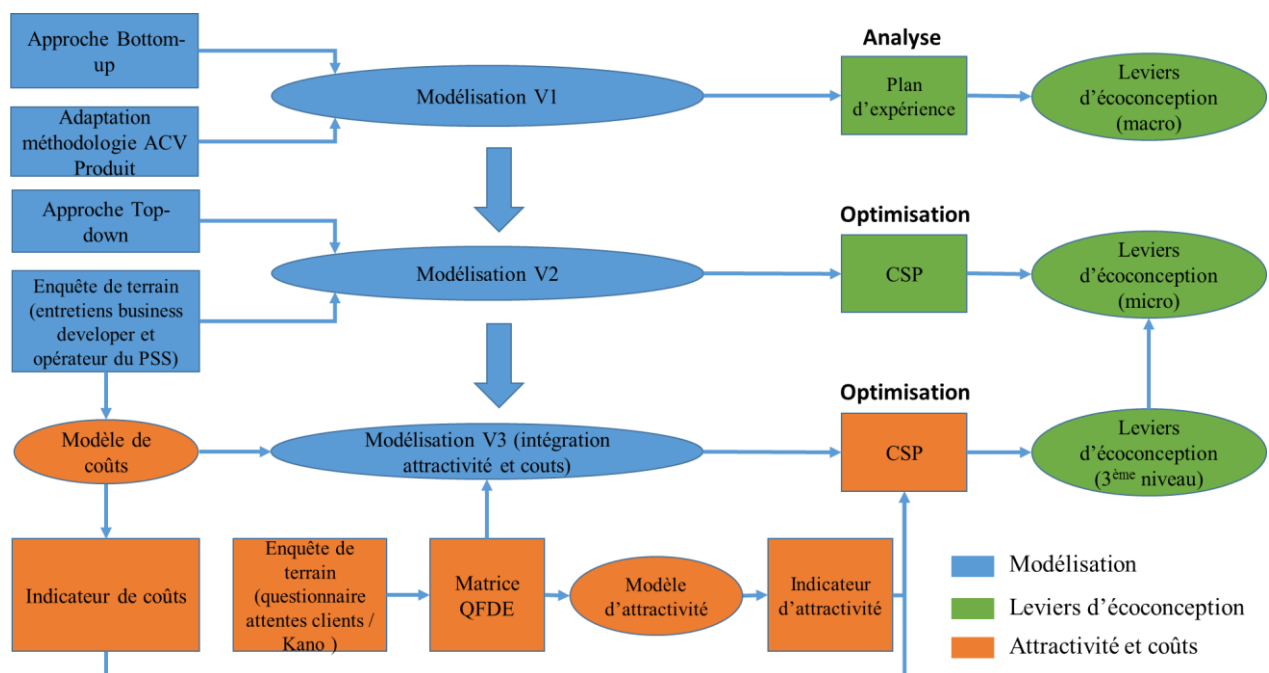 Approche Bottom-
up
Adaptation
méthodologie ACV
Produit
Modélisation V1
Analyse
Plan
d’expérience
Leviers
d’écoconception
(macro)
Approche Top-
down
Enquête de terrain
(entretiens business
developer et
opérateur du PSS)
Modélisation V2
Optimisation
CSP
Leviers
d’écoconception
(micro)
Modèle de
coûts
Modélisation V3 (intégration
attractivité et couts)
Optimisation
CSP
Leviers
d’écoconception
(3ème niveau)
Indicateur de coûts
Enquête de
terrain
(questionnaire
attentes clients /
Kano )
Matrice
QFDE
Modèle
d’attractivité
Indicateur
d’attractivité
Modélisation
Leviers d’écoconception
Attractivité et coûts